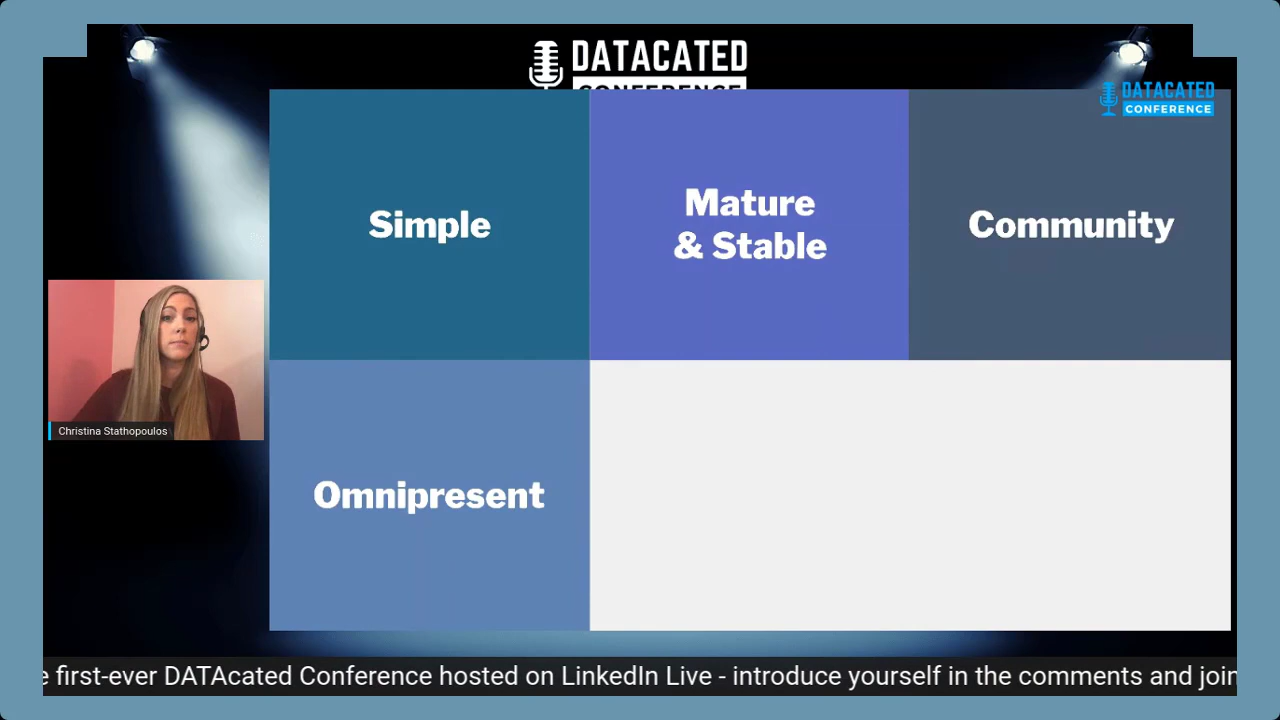 DATACATED
CONFERENCE
DATACATED
CONFERENCE
Simple
Mature
& Stable
Community
Christina Stathopoulos
Omnipresent
first-ever DATAcated Conference hosted on LinkedIn Live - introduce yourself in the comments and join